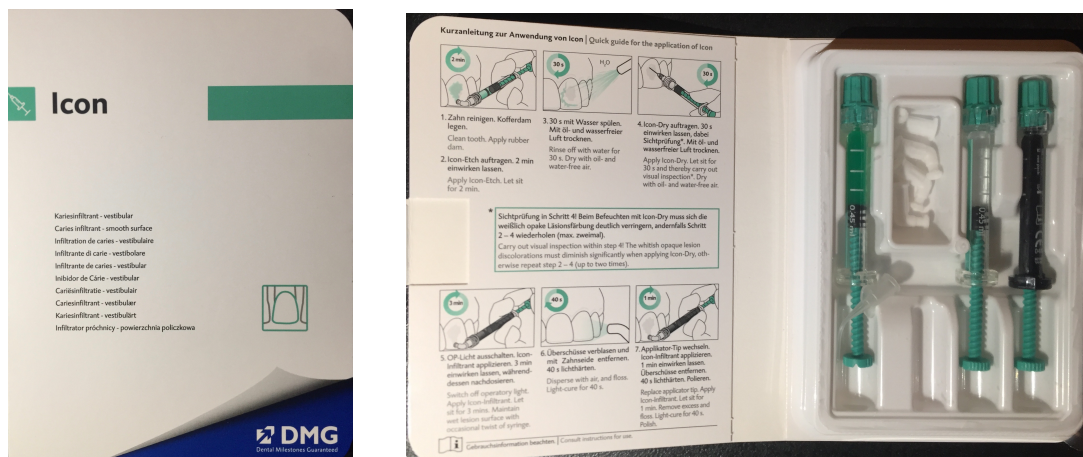 Icon
Kariesinfiltrant - vestibular
Caries infiltrant - smooth surface
Infiltration de caries - vestibulaire
Infiltrante di carie - vestibolare
Infiltrante de caries - vestibular
Inibidor de Cárie - vestibular
Cariësinfiltratie - vestibulair
Cariesinfiltrant - vestibulær
Kariesinfiltrant - vestibulärt
Infiltrator próchnicy - powierzchnia policzkowa
DMG
Dental Milestones Guaranteed
Kurzanleitung zur Anwendung von Icon | Quick guide for the application of Icon
2 min
1. Zahn reinigen. Kofferdam
legen.
Clean tooth. Apply rubber
dam.
2. Icon-Etch auftragen. 2 min
einwirken lassen.
Apply Icon-Etch. Let sit
for 2 min.
30 s
H₂O
3. 30 s mit Wasser spülen.
Mit öl- und wasserfreier
Luft trocknen.
Rinse off with water for
30 s. Dry with oil- and
water-free air.
30 s
4. Icon-Dry auftragen. 30 s
einwirken lassen, dabei
Sichtprüfung*. Mit öl- und
wasserfreier Luft trocknen.
Apply Icon-Dry. Let sit for
30 s and thereby carry out
visual inspection*. Dry
with oil- and water-free air.
* Sichtprüfung in Schritt 4! Beim Befeuchten mit Icon-Dry muss sich die
weißlich opake Läsionsfärbung deutlich verringern, andernfalls Schritt
2 – 4 wiederholen (max. zweimal).
Carry out visual inspection within step 4! The whitish opaque lesion
discolorations must diminish significantly when applying Icon-Dry, oth-
erwise repeat step 2 – 4 (up to two times).
3 min
5. OP-Licht ausschalten. Icon-
Infiltrant applizieren. 3 min
einwirken lassen, während-
dessen nachdosieren.
Switch off operatory light.
Apply Icon-Infiltrant. Let
sit for 3 mins. Maintain
wet lesion surface with
occasional twist of syringe.
40 s
6. Überschüsse verblasen und
mit Zahnseide entfernen.
40 s lichthärten.
Disperse with air, and floss.
Light-cure for 40 s.
1 min
7. Applikator-Tip wechseln.
Icon-Infiltrant applizieren.
1 min einwirken lassen.
Überschüsse entfernen.
40 s lichthärten. Polieren.
Replace applicator tip. Apply
Icon-Infiltrant. Let sit for
1 min. Remove excess and
floss. Light-cure for 40 s.
Polish.
i Gebrauchsinformation beachten. | Consult instructions for use.
0,45 ml
0,45 ml